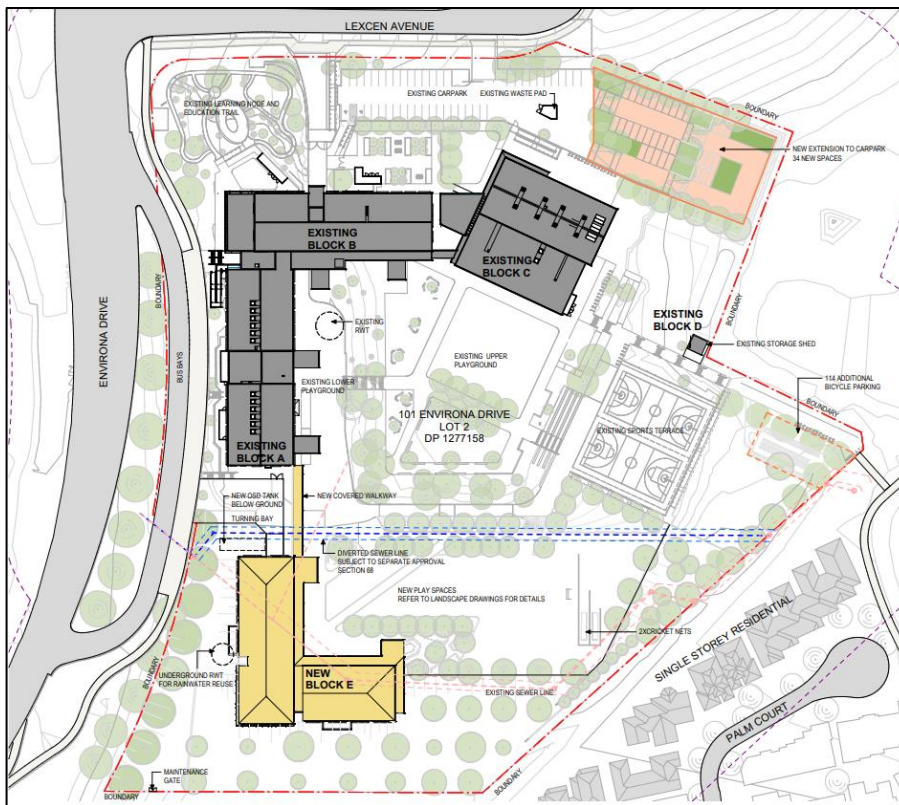 LEXCEN AVENUE
EXISTING LEARNING NODE AND
EDUCATION TRAIL
EXISTING CARPARK
EXISTING WASTE PAD
BOUNDARY
NEW EXTENSION TO CARPARK
34 NEW SPACES
EXISTING
BLOCK B
EXISTING
BLOCK C
BOUNDARY
ENVIRONA DRIVE
BUS BAYS
EXISTING
RWT
EXISTING
BLOCK D
EXISTING STORAGE SHED
BOUNDARY
EXISTING UPPER
PLAYGROUND
EXISTING LOWER
PLAYGROUND
114 ADDITIONAL
BICYCLE PARKING
BOUNDARY
101 ENVIRONA DRIVE
LOT 2
DP 1277158
EXISTING SPORTS TERRACE
EXISTING
BLOCK A
NEW OSD TANK
BELOW GROUND
NEW COVERED WALKWAY
TURNING BAY
DIVERTED SEWER LINE
SUBJECT TO SEPARATE APPROVAL
SECTION 68
NEW PLAY SPACES
REFER TO LANDSCAPE DRAWINGS FOR DETAILS
2XCRICKET NETS
SINGLE STOREY RESIDENTIAL
BOUNDARY
UNDERGROUND RWT
FOR RAINWATER REUSE
NEW
BLOCK E
EXISTING SEWER LINE
PALM COURT
MAINTENANCE
GATE
BOUNDARY
BOUNDARY